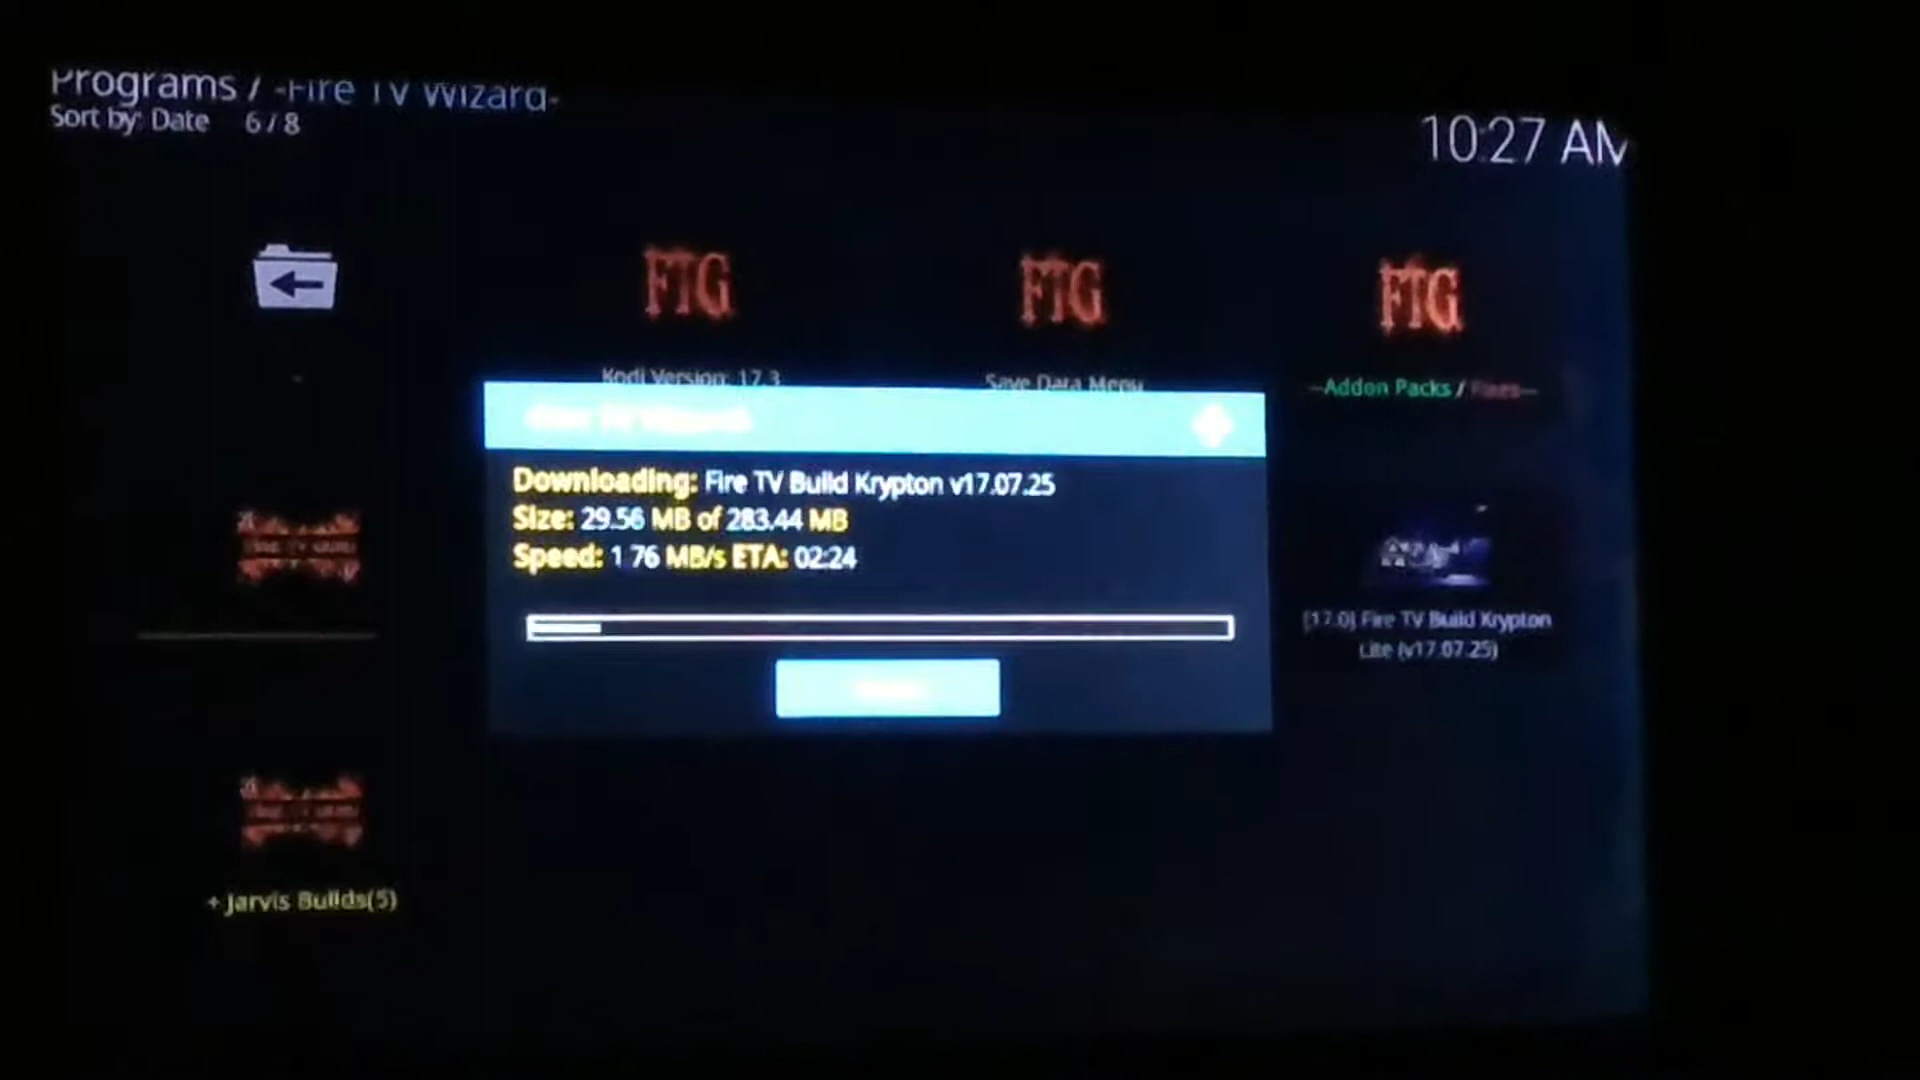 Programs / -Fire TV Wizard-
Sort by: Date 6 / 8
10:27 AM
FTG
FTG
FTG
Kodi Version: 17.3
Save Data Menu
--Addon Packs / Fixes--
Downloading: Fire TV Build Krypton v17.07.25
Size: 29.56 MB of 283.44 MB
Speed: 1.76 MB/s ETA: 02:24
[17.0] Fire TV Build Krypton
Lite (v17.07.25)
+ Jarvis Builds(5)